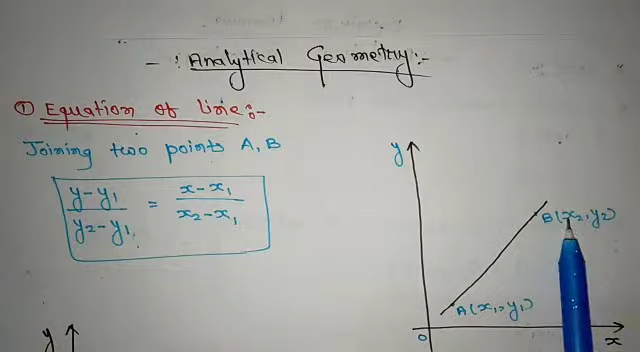 - : Analytical Geometry :-
① Equation of line :-
Joining two points A, B
y-y₁ / y₂-y₁ = x-x₁ / x₂-x₁
y
B(x₂, y₂)
A(x₁, y₁)
0
x
y